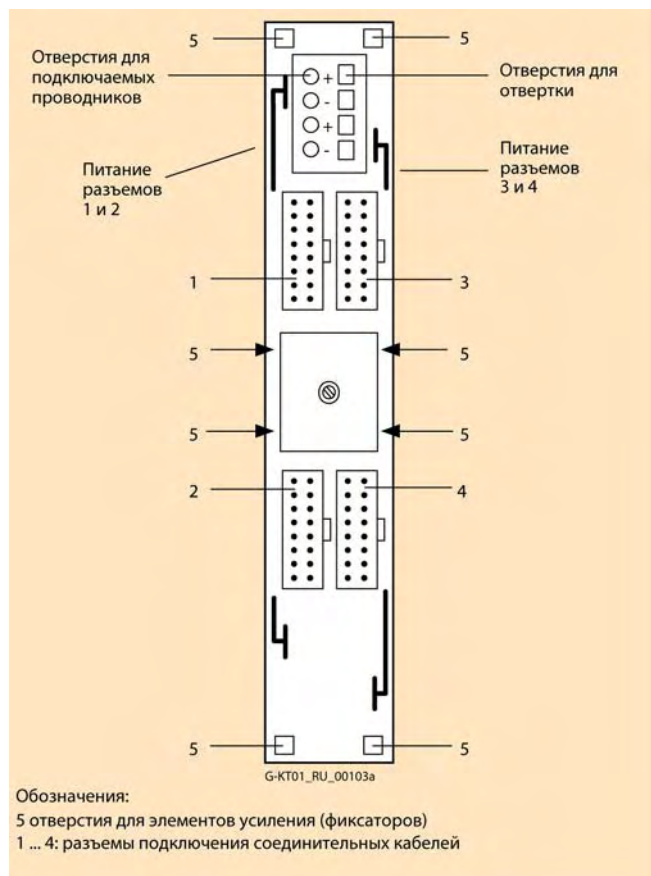 5
5
Отверстия для
подключаемых
проводников
Отверстия для
отвертки
+
-
+
-
Питание
разъемов
1 и 2
Питание
разъемов
3 и 4
1
3
5
5
5
5
2
4
5
5
G-KT01_RU_00103a
Обозначения:
5 отверстия для элементов усиления (фиксаторов)
1 ... 4: разъемы подключения соединительных кабелей